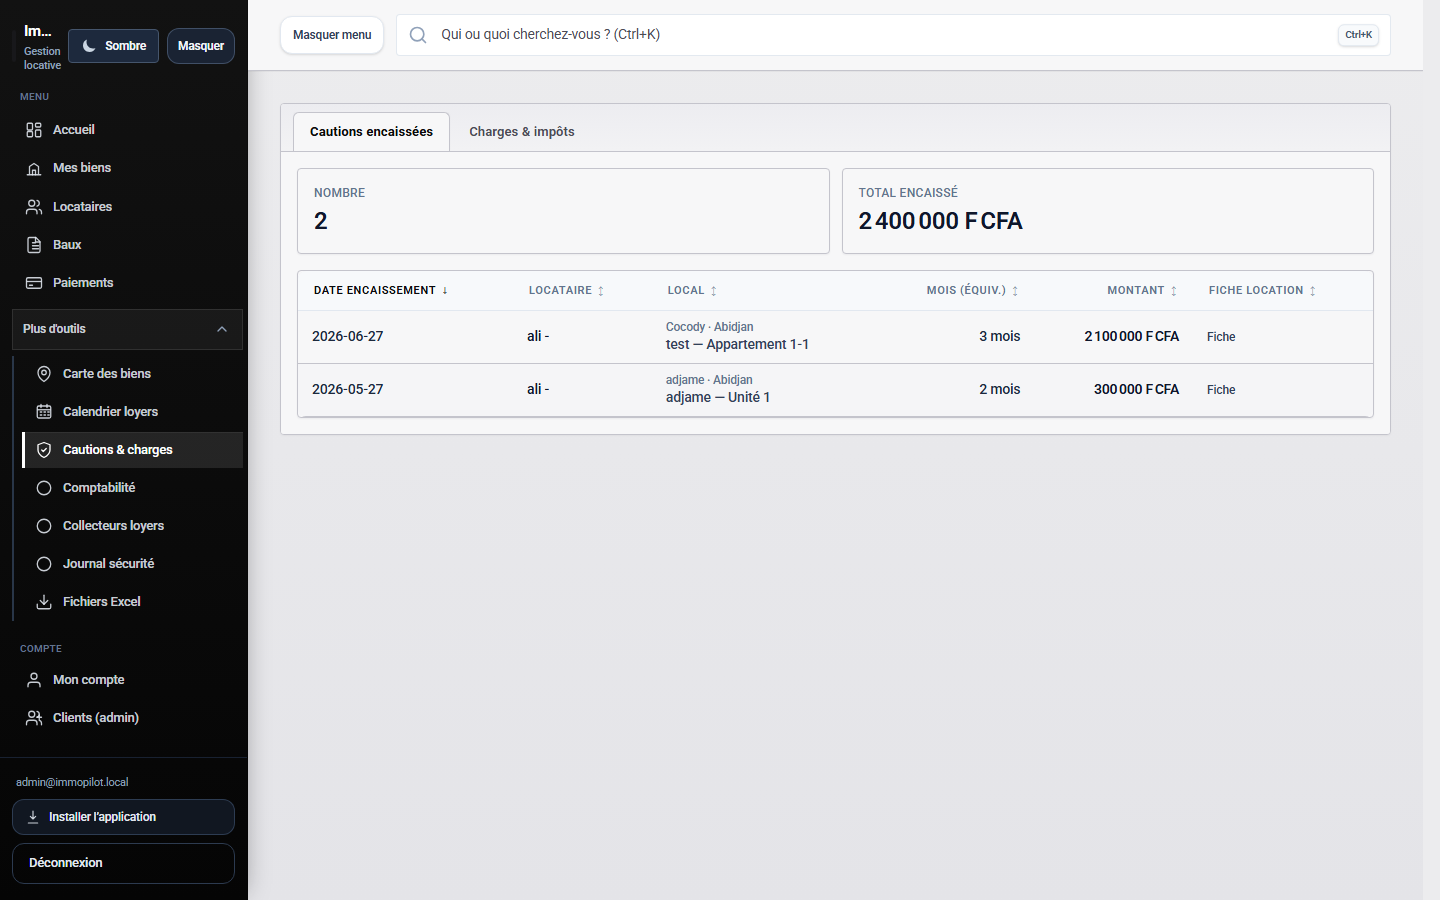 Im...
Gestion
locative
Sombre
Masquer
MENU
Accueil
Mes biens
Locataires
Baux
Paiements
Plus d'outils
Carte des biens
Calendrier loyers
Cautions & charges
Comptabilité
Collecteurs loyers
Journal sécurité
Fichiers Excel
COMPTE
Mon compte
Clients (admin)
admin@immopilot.local
Installer l'application
Déconnexion
Masquer menu
Qui ou quoi cherchez-vous ? (Ctrl+K)
Ctrl+K
Cautions encaissées
Charges & impôts
NOMBRE
2
TOTAL ENCAISSÉ
2 400 000 F CFA
DATE ENCAISSEMENT ↓ LOCATAIRE ↕ LOCAL ↕ MOIS (ÉQUIV.) ↕ MONTANT ↕ FICHE LOCATION ↕
Cocody · Abidjan
2026-06-27 ali - test — Appartement 1-1 3 mois 2 100 000 F CFA Fiche
adjame · Abidjan
2026-05-27 ali - adjame — Unité 1 2 mois 300 000 F CFA Fiche